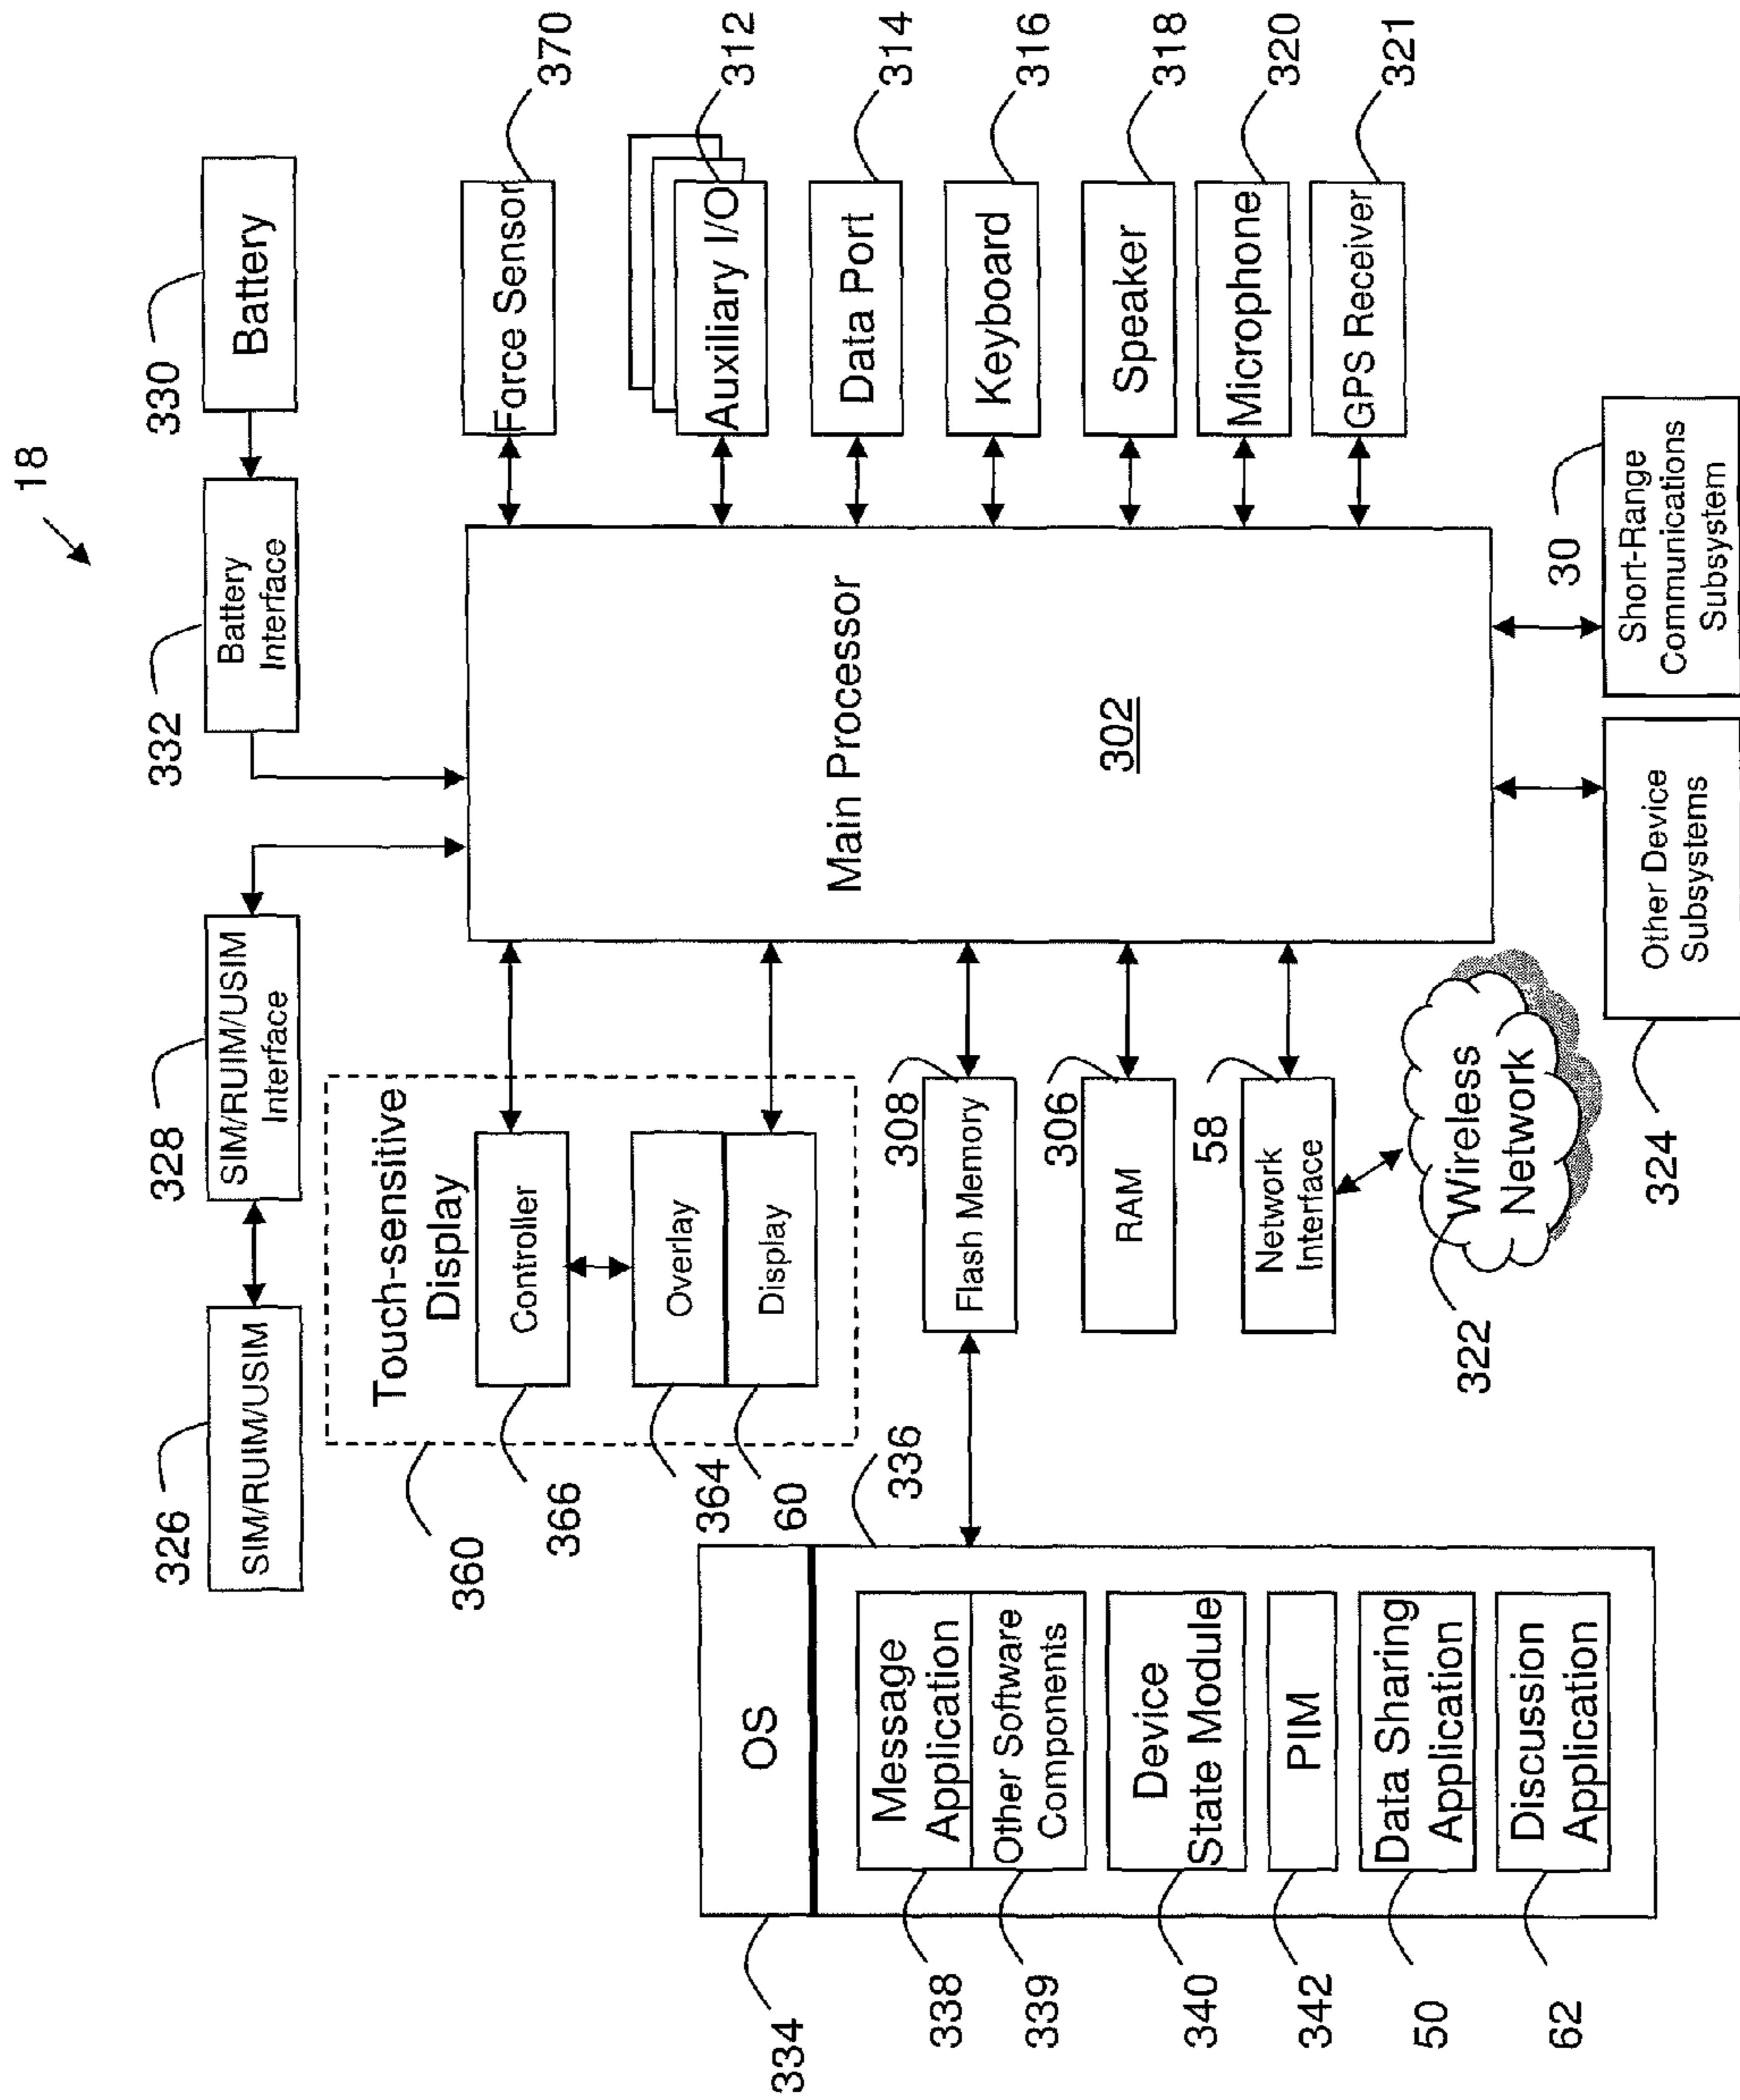 18
330
Battery
332
Battery
Interface
328
SIM/RUIM/USIM
Interface
326
SIM/RUIM/USIM
370
Force Sensor
312
Auxiliary I/O
314
Data Port
316
Keyboard
318
Speaker
320
Microphone
321
GPS Receiver
Main Processor
302
360
Touch-sensitive
Display
366
Controller
364
Overlay
60
Display
308
Flash Memory
306
RAM
58
Network
Interface
322
Wireless
Network
30
Short-Range
Communications
Subsystem
324
Other Device
Subsystems
334
OS
336
338
Message
Application
339
Other Software
Components
340
Device
State Module
342
PIM
50
Data Sharing
Application
62
Discussion
Application